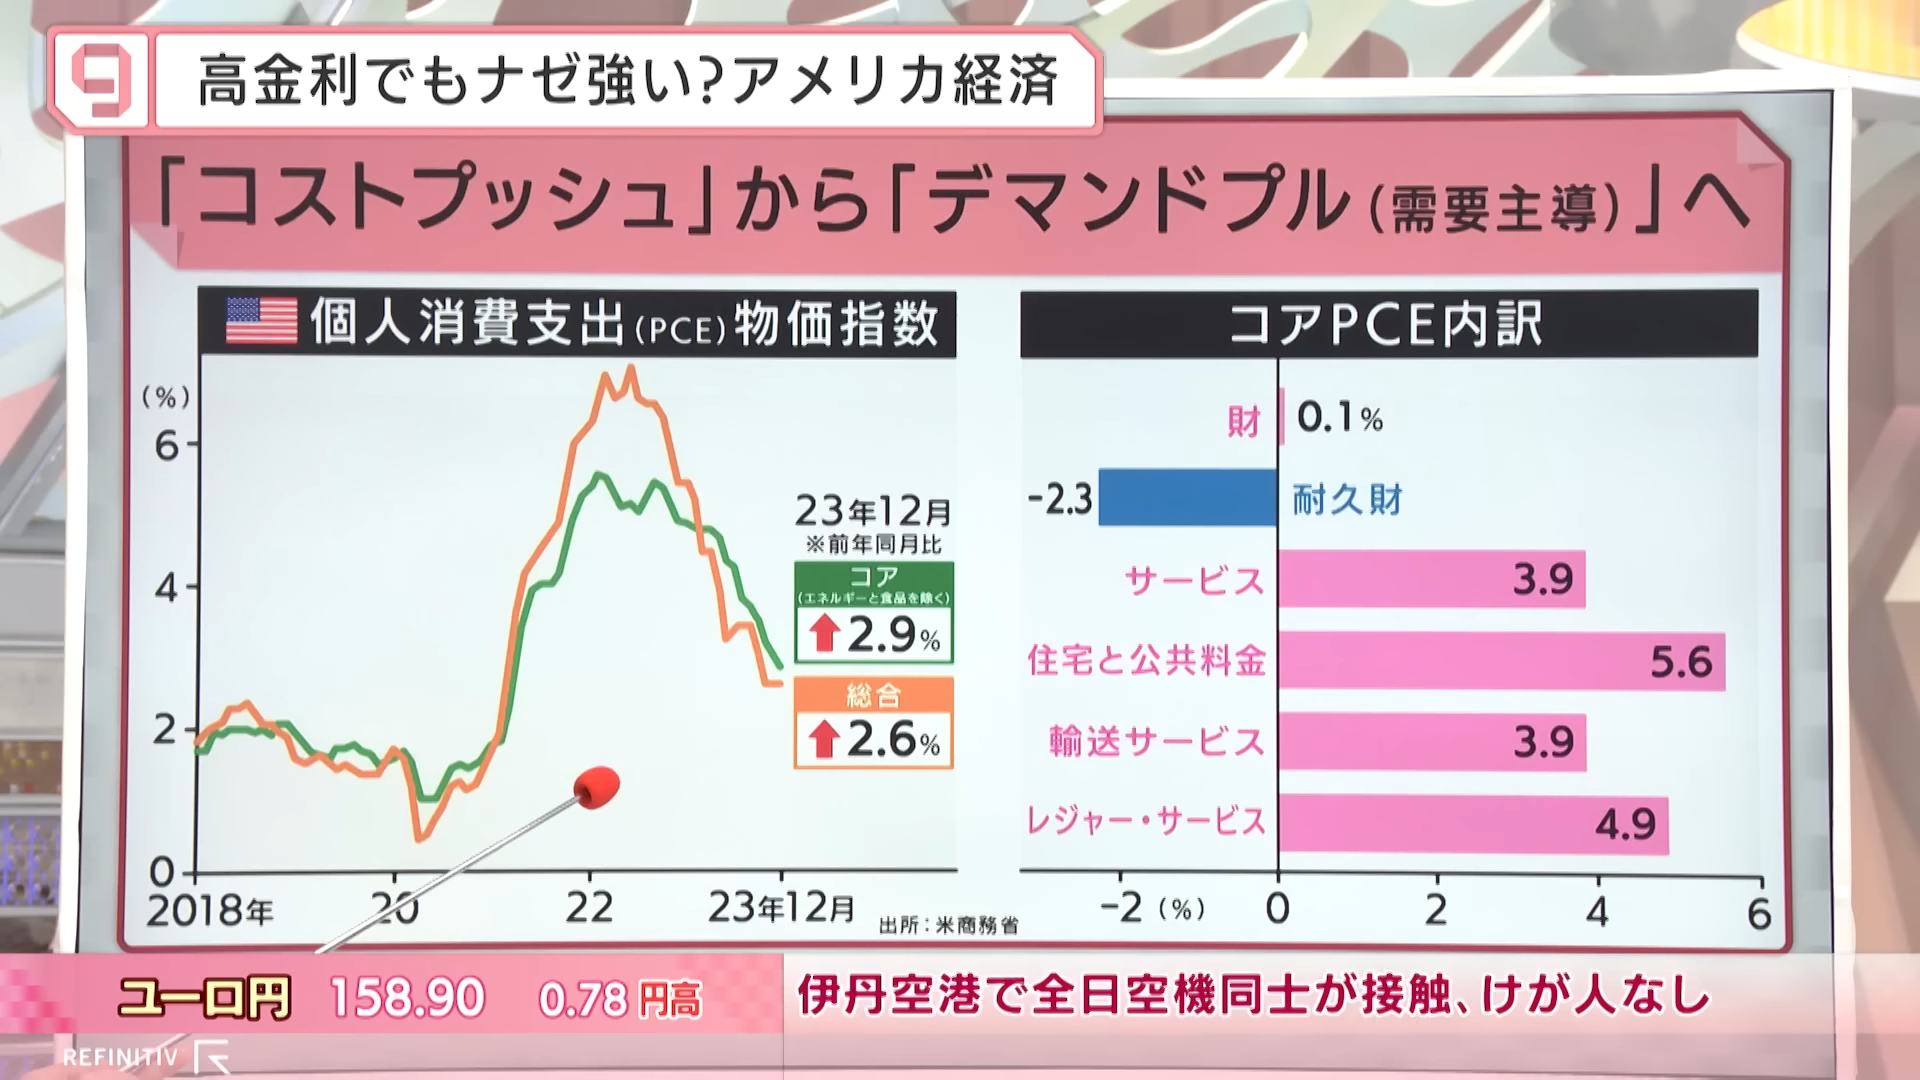 9
高金利でもナゼ強い?アメリカ経済
「コストプッシュ」から「デマンドプル(需要主導)」へ
個人消費支出(PCE)物価指数
(%)
6
4
2
0
2018年 20 22 23年12月
23年12月
※前年同月比
コア
(エネルギーと食品を除く)
2.9%
総合
2.6%
出所:米商務省
コアPCE内訳
財 0.1%
-2.3 耐久財
サービス 3.9
住宅と公共料金 5.6
輸送サービス 3.9
レジャー・サービス 4.9
-2 (%) 0 2 4 6
ユーロ円 158.90 0.78 円高
伊丹空港で全日空機同士が接触、けが人なし
REFINITIV